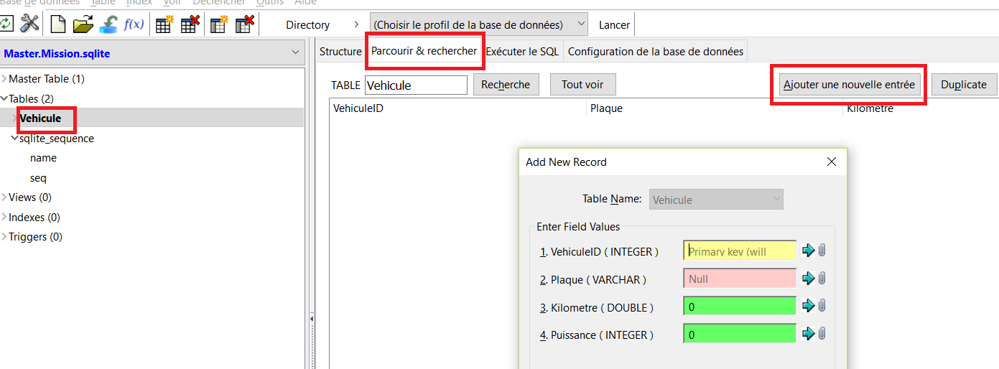 Base de données Table Index Voir Déclencher Outils Aide
f(x) Directory (Choisir le profil de la base de données) Lancer
Master.Mission.sqlite
Structure Parcourir & rechercher Exécuter le SQL Configuration de la base de données
Master Table (1)
TABLE Vehicule Recherche Tout voir Ajouter une nouvelle entrée Duplicate
Tables (2)
VehiculeID Plaque Kilometre
Vehicule
sqlite_sequence
name
seq
Views (0)
Indexes (0)
Triggers (0)
Add New Record
Table Name: Vehicule
Enter Field Values
1. VehiculeID ( INTEGER ) Primary key (will
2. Plaque ( VARCHAR ) Null
3. Kilometre ( DOUBLE ) 0
4. Puissance ( INTEGER ) 0